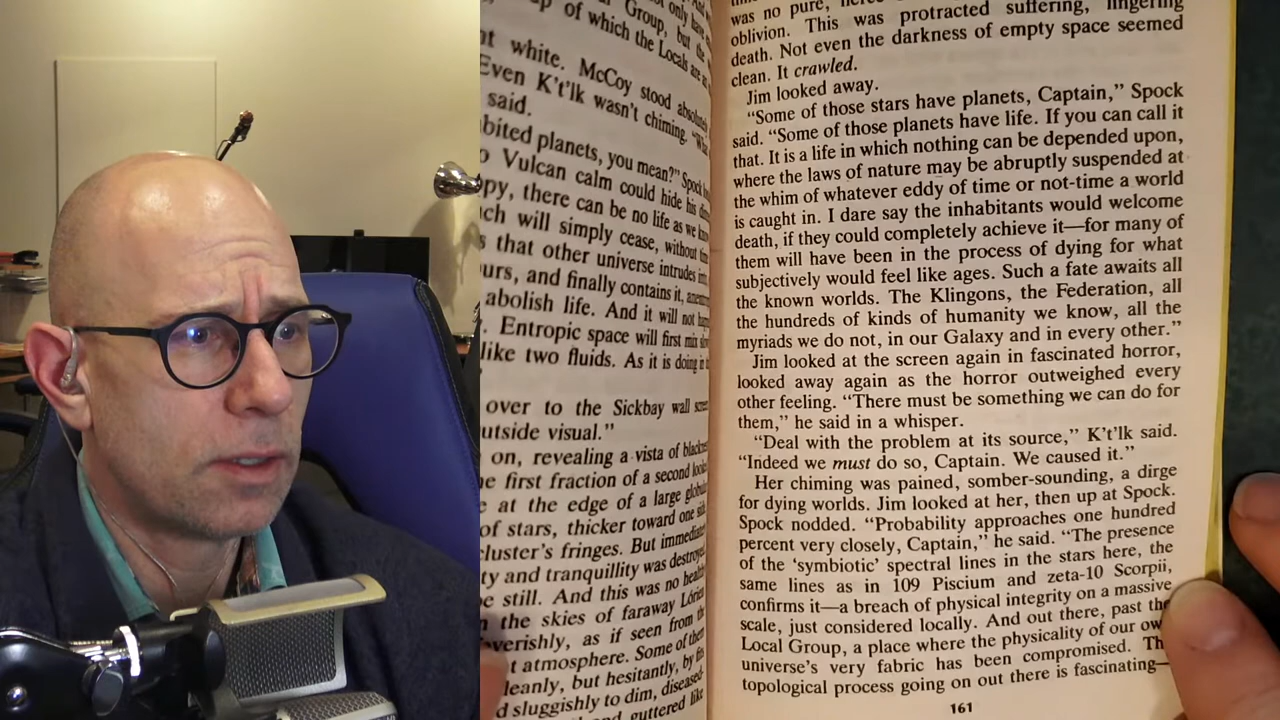 Group, but the
up of which the Locals are
white. McCoy stood
Even K't'lk wasn't chiming.
said.
planets, you mean?" Spock
Vulcan calm could hide his
there can be no life as we
will simply cease, without
that other universe intrudes
and finally contains it,
abolish life. And it will not
Entropic space will first mix
like two fluids. As it is doing
over to the Sickbay wall
visual."
on, revealing a vista of
first fraction of a second
at the edge of a large
of stars, thicker toward one
fringes. But
and tranquillity was
still. And this was no
the skies of faraway
as if seen from
atmosphere. Some of them
but hesitantly, by
sluggishly to dim,
and guttered like
was no pure,
oblivion. This was protracted suffering, lingering
death. Not even the darkness of empty space seemed
clean. It crawled.
Jim looked away.
“Some of those stars have planets, Captain,” Spock
said. “Some of those planets have life. If you can call it
that. It is a life in which nothing can be depended upon,
where the laws of nature may be abruptly suspended at
the whim of whatever eddy of time or not-time a world
is caught in. I dare say the inhabitants would welcome
death, if they could completely achieve it—for many of
them will have been in the process of dying for what
subjectively would feel like ages. Such a fate awaits all
the known worlds. The Klingons, the Federation, all
the hundreds of kinds of humanity we know, all the
myriads we do not, in our Galaxy and in every other.”
Jim looked at the screen again in fascinated horror,
looked away again as the horror outweighed every
other feeling. “There must be something we can do for
them,” he said in a whisper.
“Deal with the problem at its source,” K't'lk said.
“Indeed we must do so, Captain. We caused it.”
Her chiming was pained, somber-sounding, a dirge
for dying worlds. Jim looked at her, then up at Spock.
Spock nodded. “Probability approaches one hundred
percent very closely, Captain,” he said. “The presence
of the ‘symbiotic’ spectral lines in the stars here, the
same lines as in 109 Piscium and zeta-10 Scorpii,
confirms it—a breach of physical integrity on a massive
scale, just considered locally. And out there, past the
Local Group, a place where the physicality of our
universe's very fabric has been compromised.
topological process going on out there is fascinating—
161